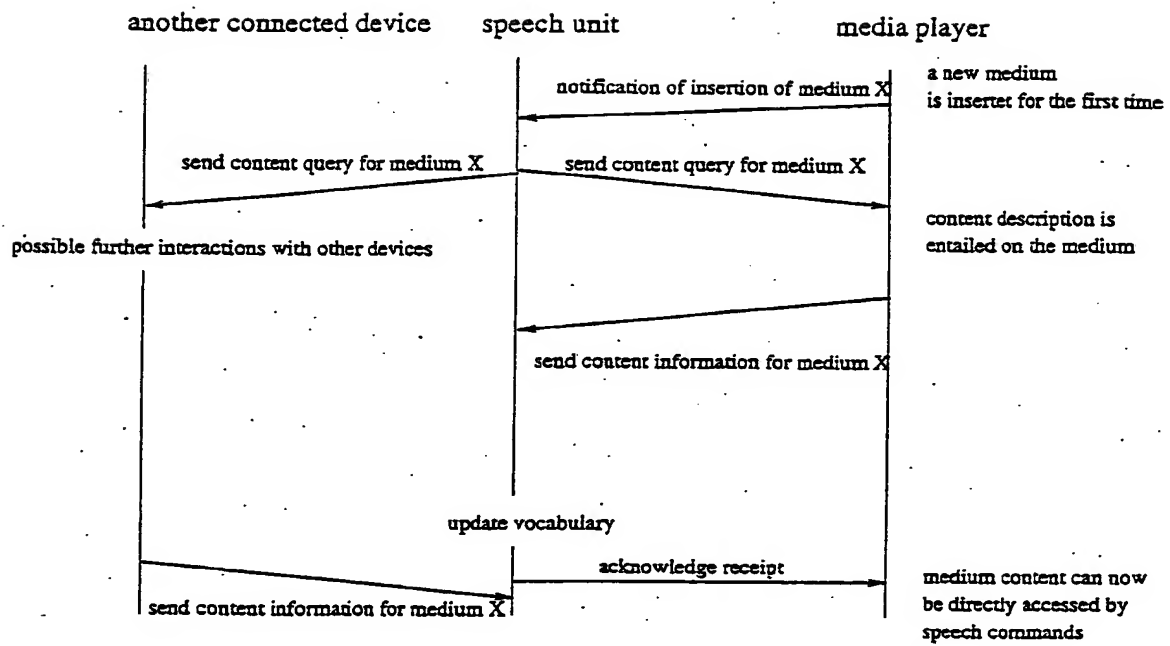 another connected device
speech unit
media player
a new medium
is insertet for the first time
notification of insertion of medium X
send content query for medium X
send content query for medium X
content description is
entailed on the medium
possible further interactions with other devices
send content information for medium X
update vocabulary
acknowledge receipt
medium content can now
be directly accessed by
speech commands
send content information for medium X